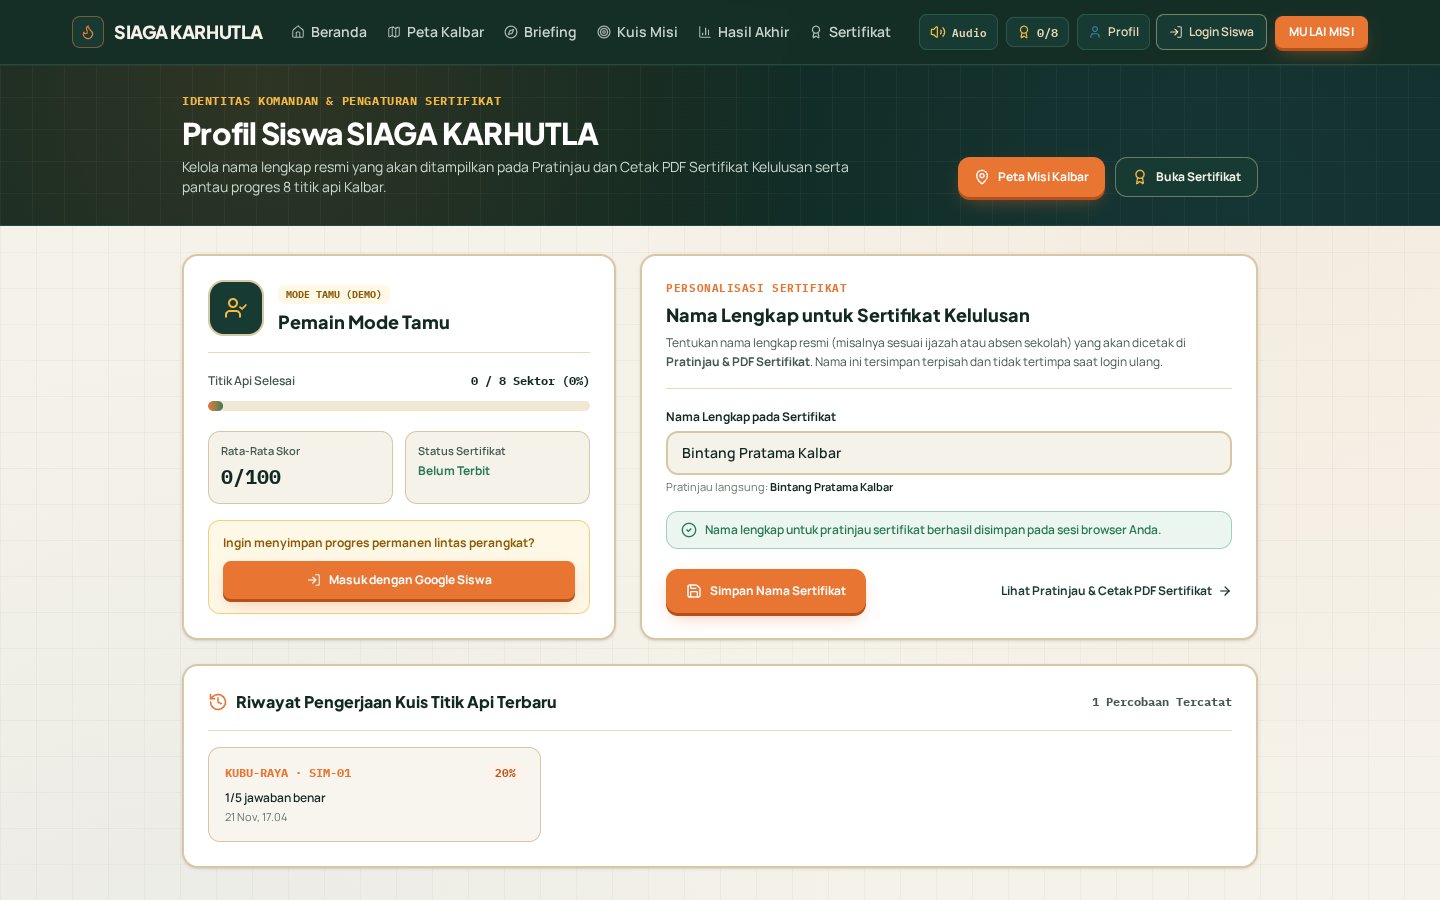 SIAGA KARHUTLA
Beranda
Peta Kalbar
Briefing
Kuis Misi
Hasil Akhir
Sertifikat
Audio
0/8
Profil
Login Siswa
MULAI MISI
IDENTITAS KOMANDAN & PENGATURAN SERTIFIKAT
Profil Siswa SIAGA KARHUTLA
Kelola nama lengkap resmi yang akan ditampilkan pada Pratinjau dan Cetak PDF Sertifikat Kelulusan serta
pantau progres 8 titik api Kalbar.
Peta Misi Kalbar
Buka Sertifikat
MODE TAMU (DEMO)
Pemain Mode Tamu
Titik Api Selesai
0 / 8 Sektor (0%)
Rata-Rata Skor
0/100
Status Sertifikat
Belum Terbit
Ingin menyimpan progres permanen lintas perangkat?
Masuk dengan Google Siswa
PERSONALISASI SERTIFIKAT
Nama Lengkap untuk Sertifikat Kelulusan
Tentukan nama lengkap resmi (misalnya sesuai ijazah atau absen sekolah) yang akan dicetak di
Pratinjau & PDF Sertifikat. Nama ini tersimpan terpisah dan tidak tertimpa saat login ulang.
Nama Lengkap pada Sertifikat
Bintang Pratama Kalbar
Pratinjau langsung: Bintang Pratama Kalbar
Nama lengkap untuk pratinjau sertifikat berhasil disimpan pada sesi browser Anda.
Simpan Nama Sertifikat
Lihat Pratinjau & Cetak PDF Sertifikat
Riwayat Pengerjaan Kuis Titik Api Terbaru
1 Percobaan Tercatat
KUBU-RAYA · SIM-01
20%
1/5 jawaban benar
21 Nov, 17.04